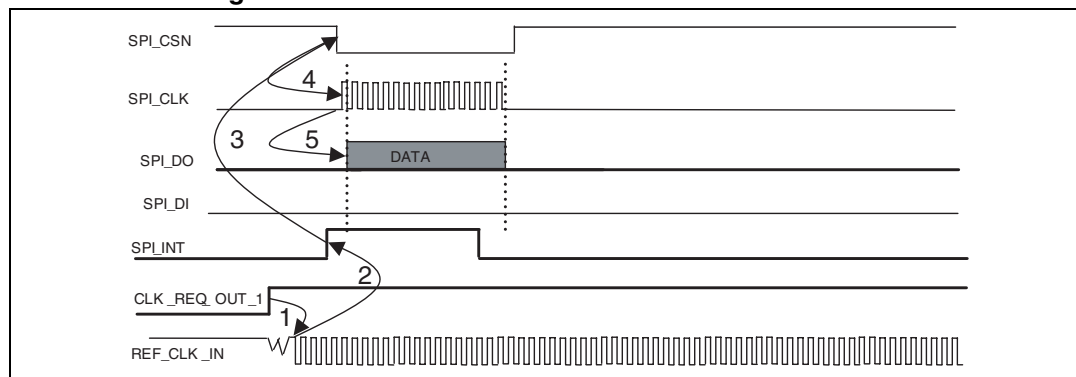 SPI_CSN
4
SPI_CLK
3
5
SPI_DO
DATA
SPI_DI
SPI_INT
2
CLK _REQ_OUT_1
1
REF_CLK _IN